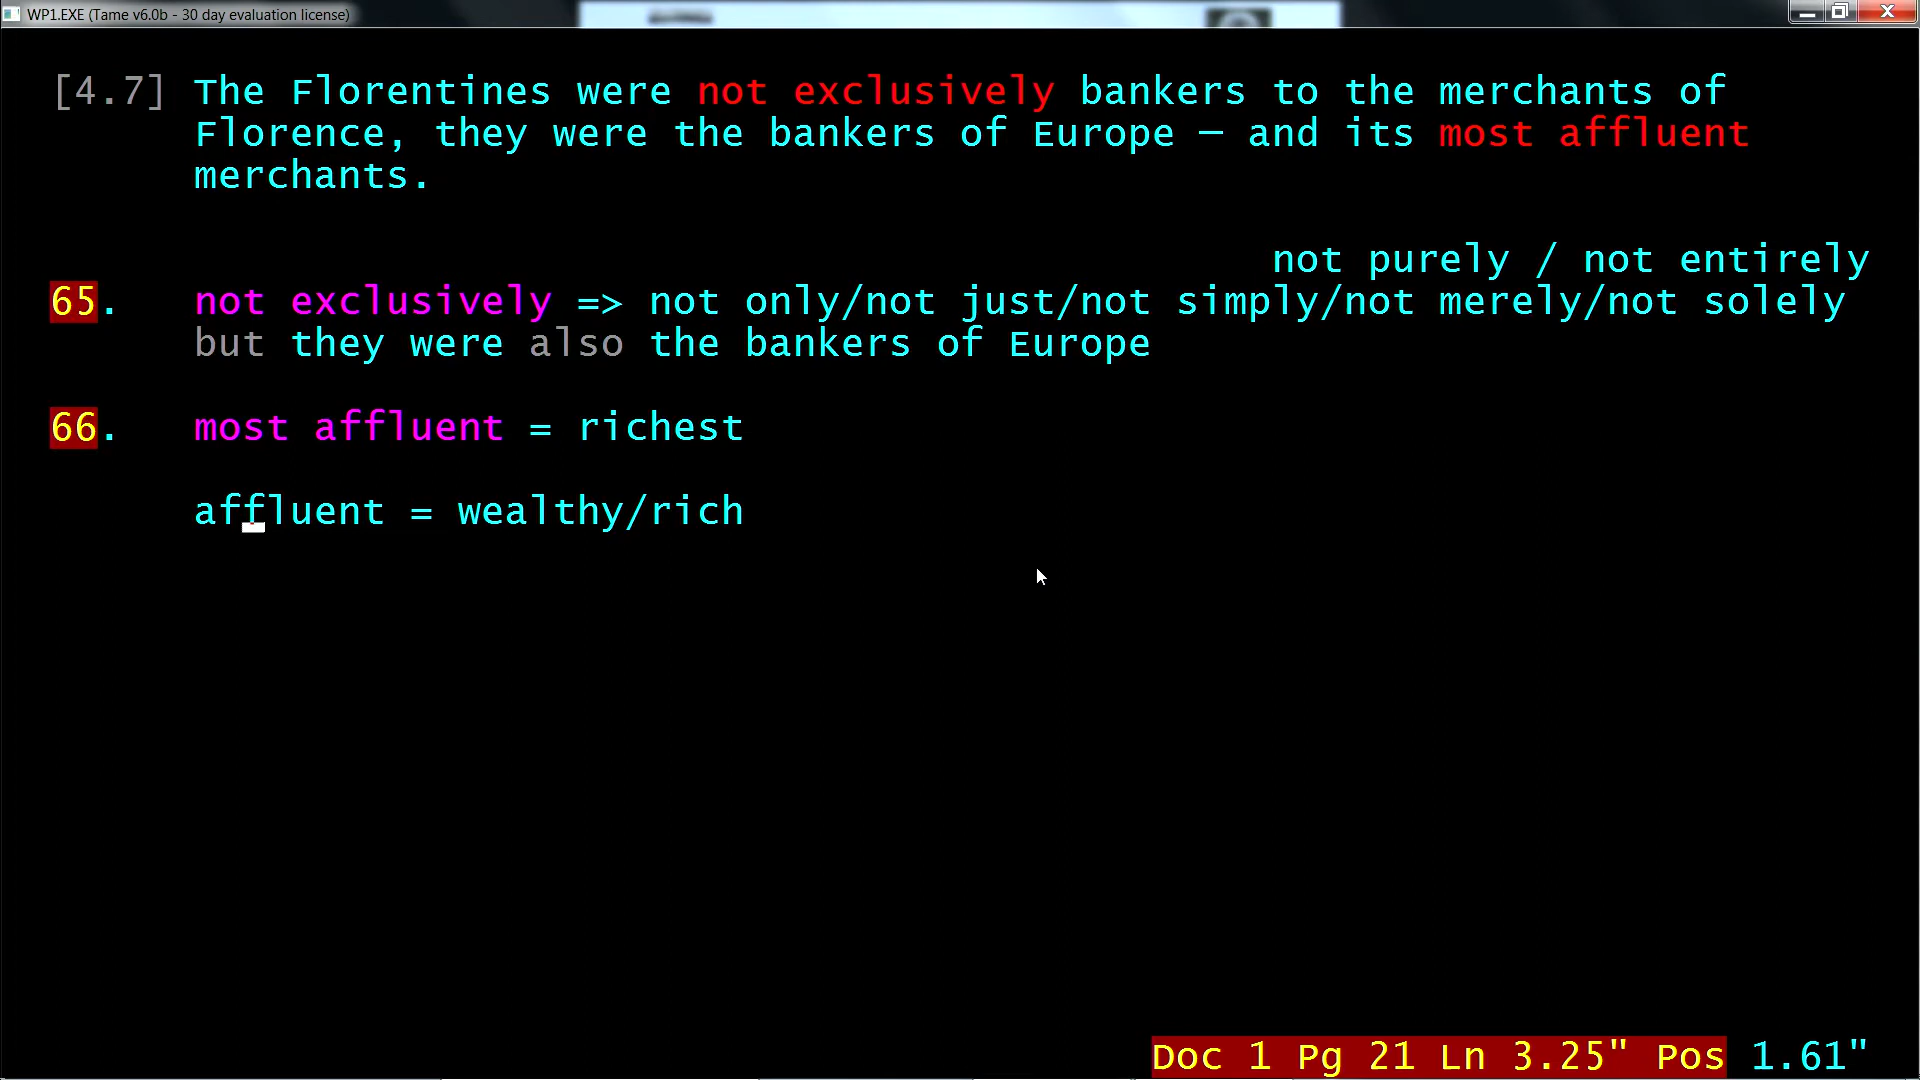 WP1.EXE (Tame v6.0b - 30 day evaluation license)
[4.7] The Florentines were not exclusively bankers to the merchants of
Florence, they were the bankers of Europe — and its most affluent
merchants.
not purely / not entirely
65. not exclusively => not only/not just/not simply/not merely/not solely
but they were also the bankers of Europe
66. most affluent = richest
affluent = wealthy/rich
Doc 1 Pg 21 Ln 3.25" Pos 1.61"